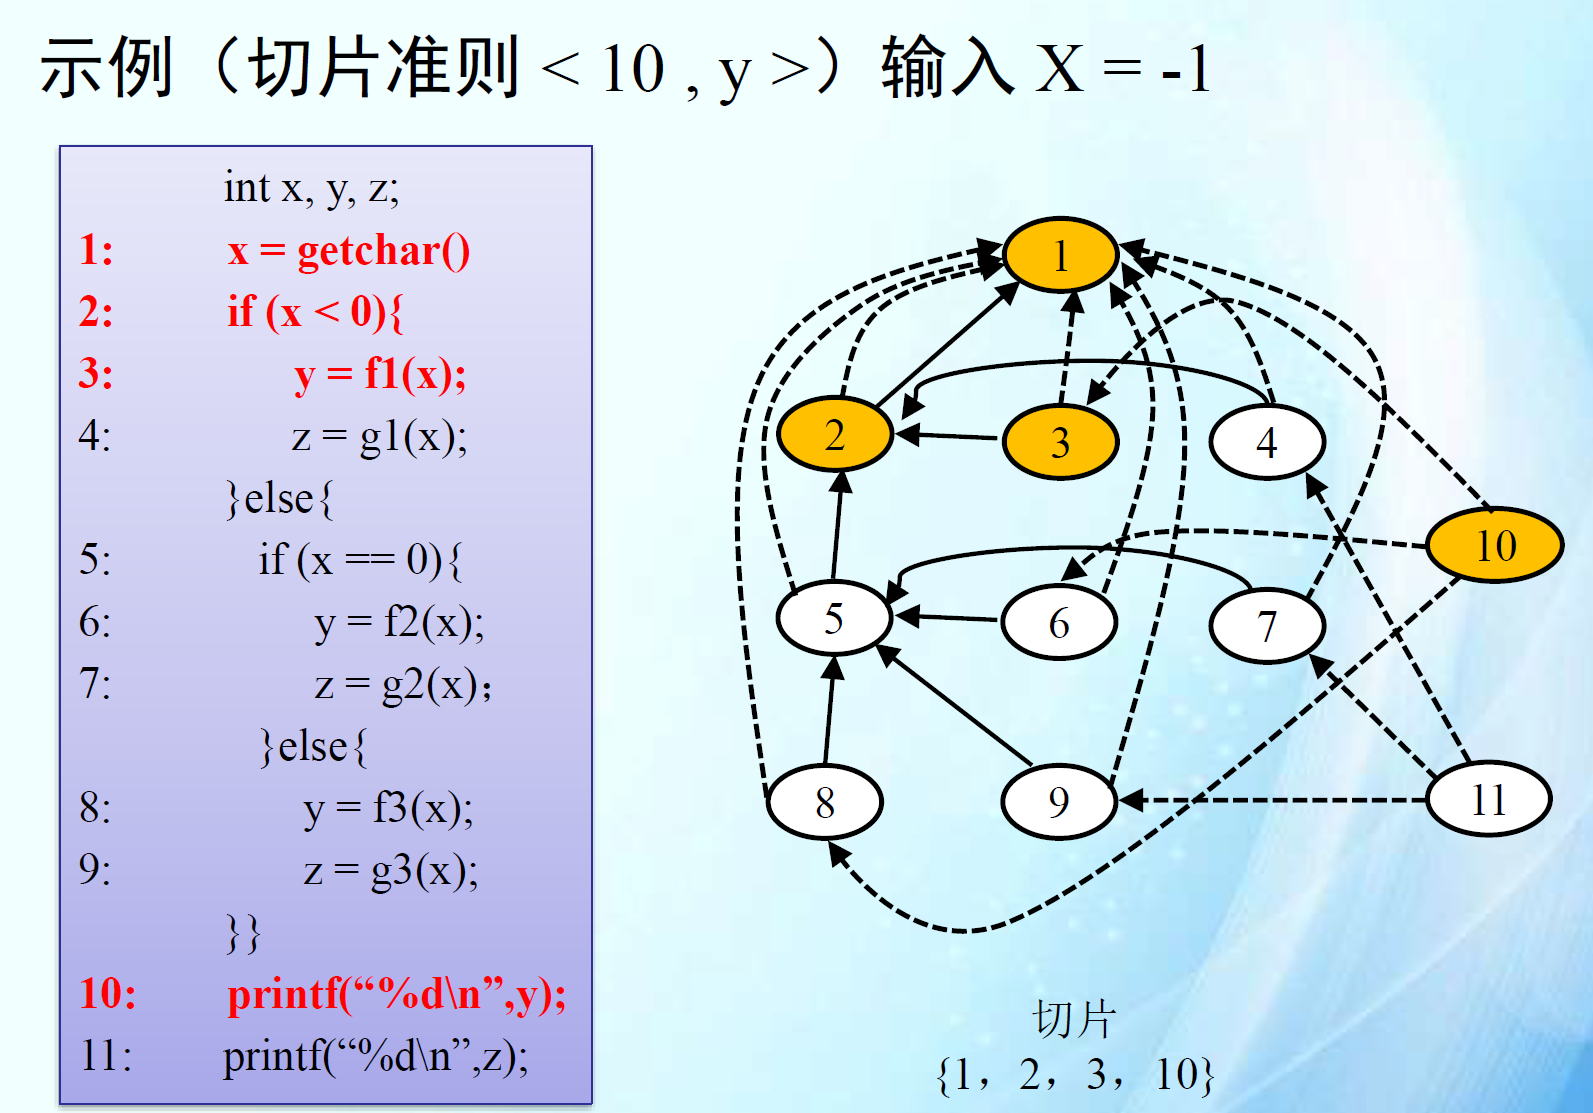 示例（切片准则 < 10 , y >）输入 X = -1
int x, y, z;
1: x = getchar()
2: if (x < 0){
3: y = f1(x);
4: z = g1(x);
}else{
5: if (x == 0){
6: y = f2(x);
7: z = g2(x)；
}else{
8: y = f3(x);
9: z = g3(x);
}}
10: printf(“%d\n”,y);
11: printf(“%d\n”,z);
1
2
3
4
10
5
6
7
8
9
11
切片
{1，2，3，10}